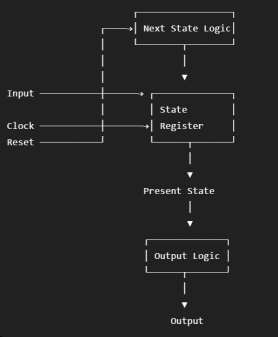 Next State Logic
Input
State
Clock
Register
Reset
Present State
Output Logic
Output